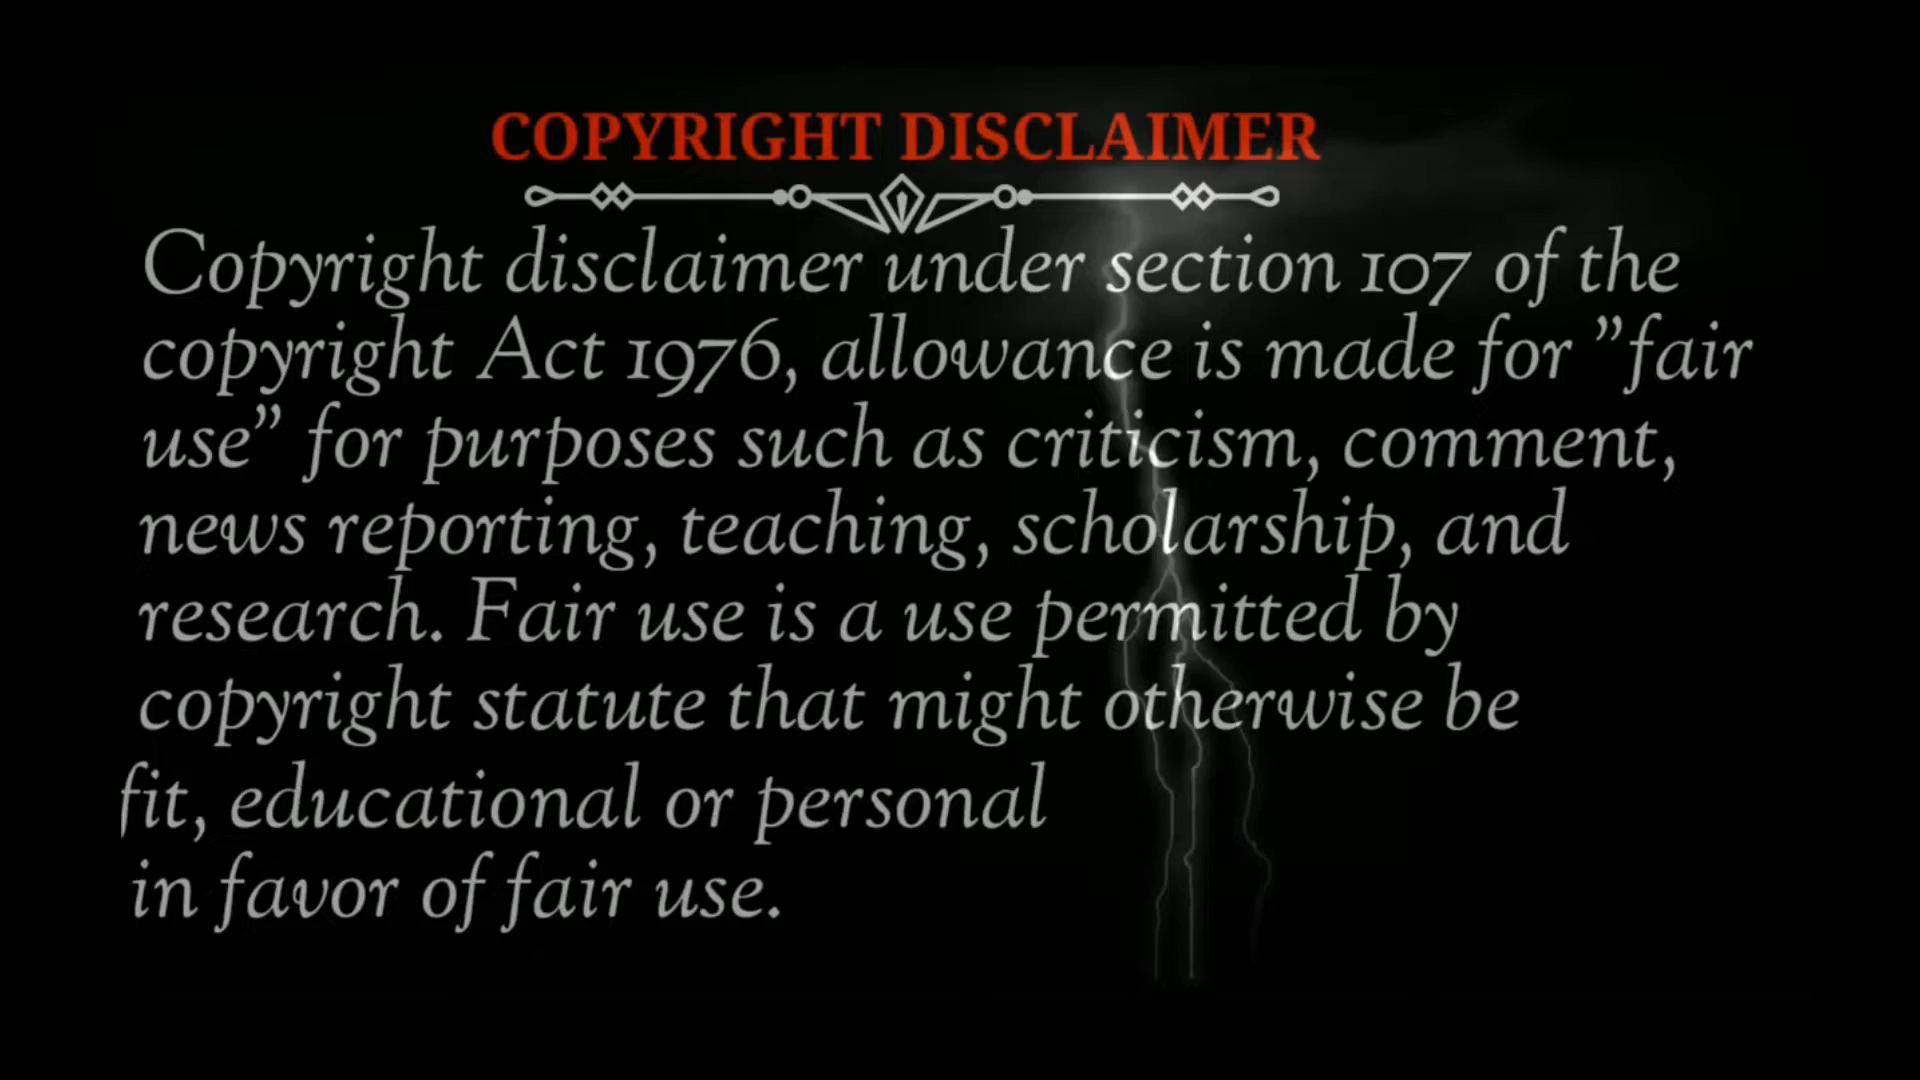 COPYRIGHT DISCLAIMER
Copyright disclaimer under section 107 of the
copyright Act 1976, allowance is made for ”fair
use” for purposes such as criticism, comment,
news reporting, teaching, scholarship, and
research. Fair use is a use permitted by
copyright statute that might otherwise be
fit, educational or personal
in favor of fair use.